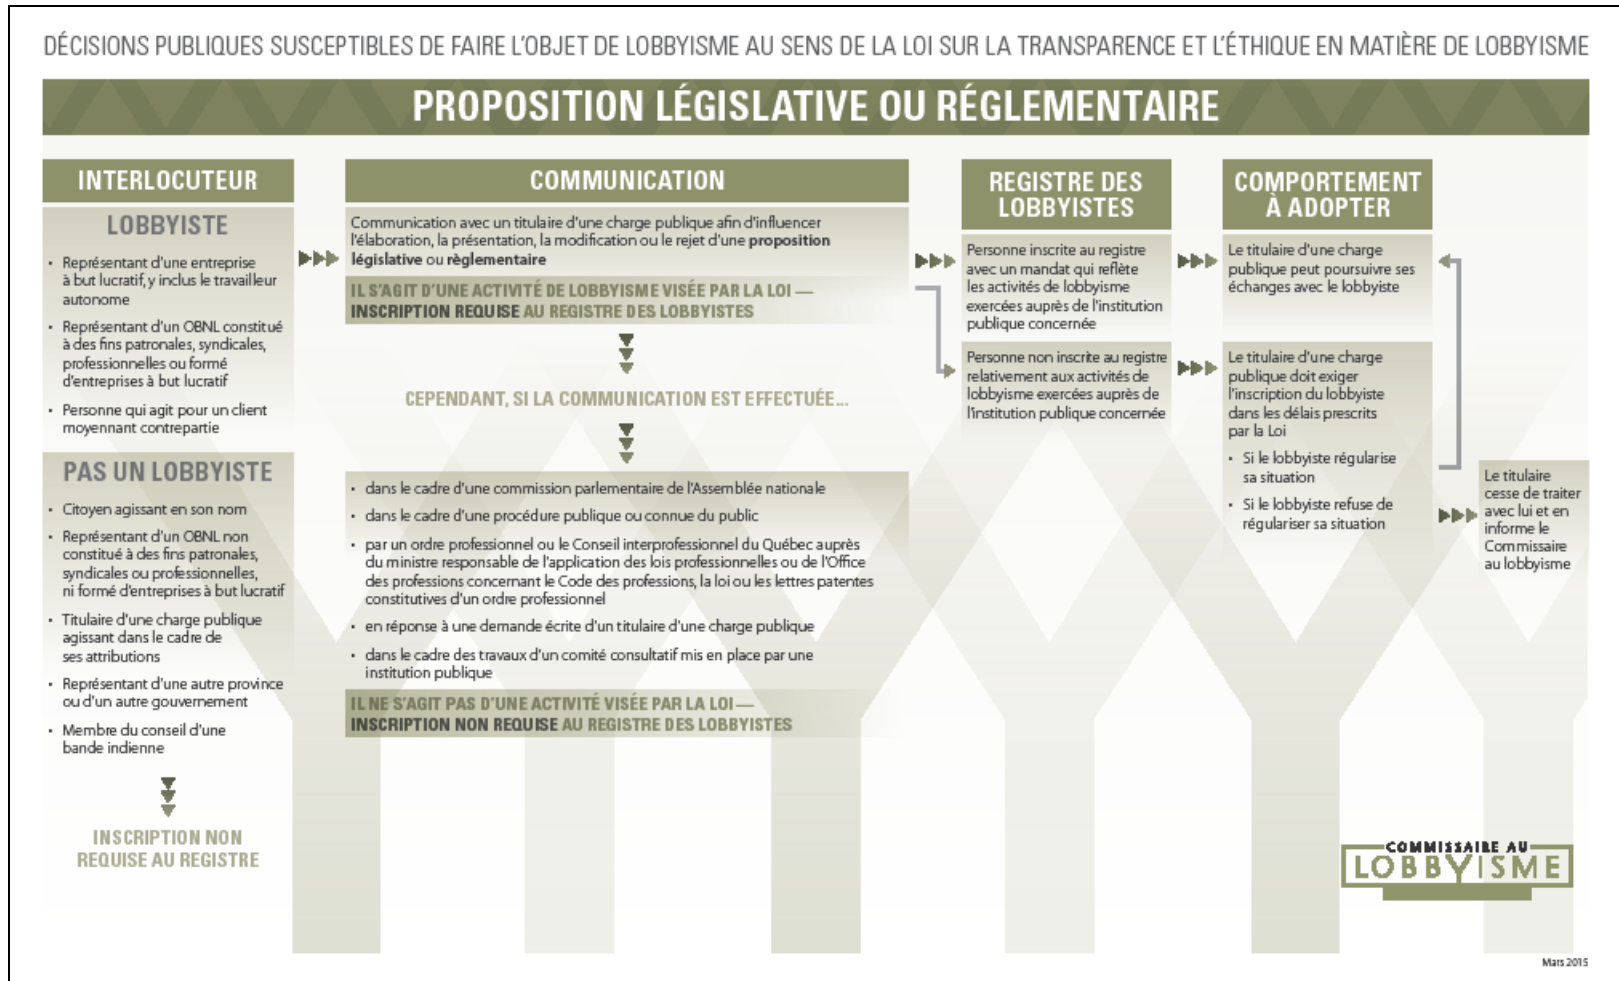 DÉCISIONS PUBLIQUES SUSCEPTIBLES DE FAIRE L'OBJET DE LOBBYISME AU SENS DE LA LOI SUR LA TRANSPARENCE ET L'ÉTHIQUE EN MATIÈRE DE LOBBYISME
PROPOSITION LÉGISLATIVE OU RÉGLEMENTAIRE
INTERLOCUTEUR
LOBBYISTE
• Représentant d'une entreprise
à but lucratif, y inclus le travailleur
autonome
• Représentant d'un OBNL constitué
à des fins patronales, syndicales,
professionnelles ou formé
d'entreprises à but lucratif
• Personne qui agit pour un client
moyennant contrepartie
PAS UN LOBBYISTE
• Citoyen agissant en son nom
• Représentant d'un OBNL non
constitué à des fins patronales,
syndicales ou professionnelles,
ni formé d'entreprises à but lucratif
• Titulaire d'une charge publique
agissant dans le cadre de
ses attributions
• Représentant d'une autre province
ou d'un autre gouvernement
• Membre du conseil d'une
bande indienne
INSCRIPTION NON
REQUISE AU REGISTRE
COMMUNICATION
Communication avec un titulaire d'une charge publique afin d'influencer
l'élaboration, la présentation, la modification ou le rejet d'une proposition
législative ou règlementaire
IL S'AGIT D'UNE ACTIVITÉ DE LOBBYISME VISÉE PAR LA LOI —
INSCRIPTION REQUISE AU REGISTRE DES LOBBYISTES
CEPENDANT, SI LA COMMUNICATION EST EFFECTUÉE...
• dans le cadre d'une commission parlementaire de l'Assemblée nationale
• dans le cadre d'une procédure publique ou connue du public
• par un ordre professionnel ou le Conseil interprofessionnel du Québec auprès
du ministre responsable de l'application des lois professionnelles ou de l'Office
des professions concernant le Code des professions, la loi ou les lettres patentes
constitutives d'un ordre professionnel
• en réponse à une demande écrite d'un titulaire d'une charge publique
• dans le cadre des travaux d'un comité consultatif mis en place par une
institution publique
IL NE S'AGIT PAS D'UNE ACTIVITÉ VISÉE PAR LA LOI —
INSCRIPTION NON REQUISE AU REGISTRE DES LOBBYISTES
REGISTRE DES
LOBBYISTES
Personne inscrite au registre
avec un mandat qui reflète
les activités de lobbyisme
exercées auprès de l'institution
publique concernée
Personne non inscrite au registre
relativement aux activités de
lobbyisme exercées auprès de
l'institution publique concernée
COMPORTEMENT
À ADOPTER
Le titulaire d'une charge
publique peut poursuivre ses
échanges avec le lobbyiste
Le titulaire d'une charge
publique doit exiger
l'inscription du lobbyiste
dans les délais prescrits
par la Loi
• Si le lobbyiste régularise
sa situation
• Si le lobbyiste refuse de
régulariser sa situation
Le titulaire
cesse de traiter
avec lui et en
informe le
Commissaire
au lobbyisme
COMMISSAIRE AU
LOBBYISME
Mars 2015